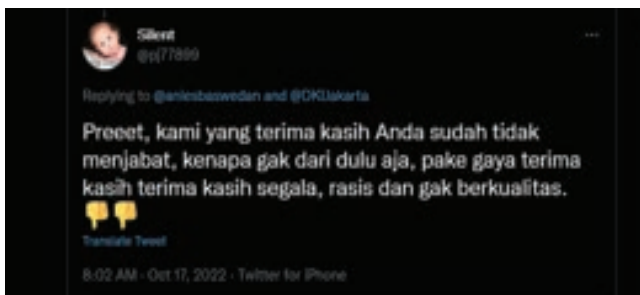 Silent
@pj77899
Replying to @aniesbaswedan and @DKIJakarta
Preeet, kami yang terima kasih Anda sudah tidak
menjabat, kenapa gak dari dulu aja, pake gaya terima
kasih terima kasih segala, rasis dan gak berkualitas.
👎👎
Translate Tweet
8:02 AM · Oct 17, 2022 · Twitter for iPhone